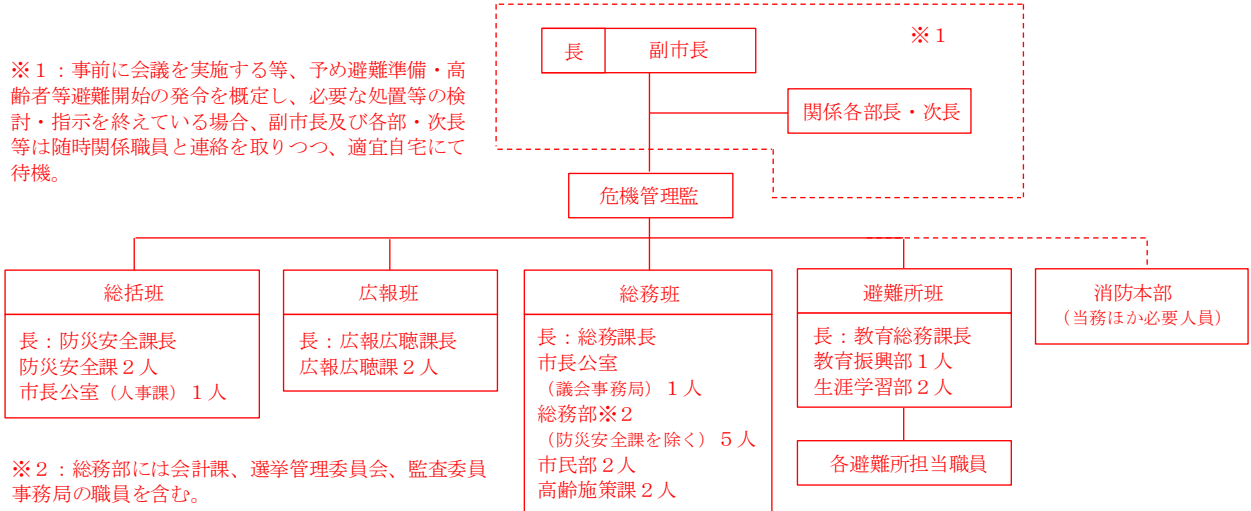 ※１
長 副市長
※１：事前に会議を実施する等、予め避難準備・高
齢者等避難開始の発令を概定し、必要な処置等の検
討・指示を終えている場合、副市長及び各部・次長
等は随時関係職員と連絡を取りつつ、適宜自宅にて
待機。
関係各部長・次長
危機管理監
総括班
長：防災安全課長
防災安全課２人
市長公室（人事課）１人
広報班
長：広報広聴課長
広報広聴課２人
総務班
長：総務課長
市長公室
（議会事務局）１人
総務部※２
（防災安全課を除く）５人
市民部２人
高齢施策課２人
避難所班
長：教育総務課長
教育振興部１人
生涯学習部２人
各避難所担当職員
消防本部
（当務ほか必要人員）
※２：総務部には会計課、選挙管理委員会、監査委員
事務局の職員を含む。